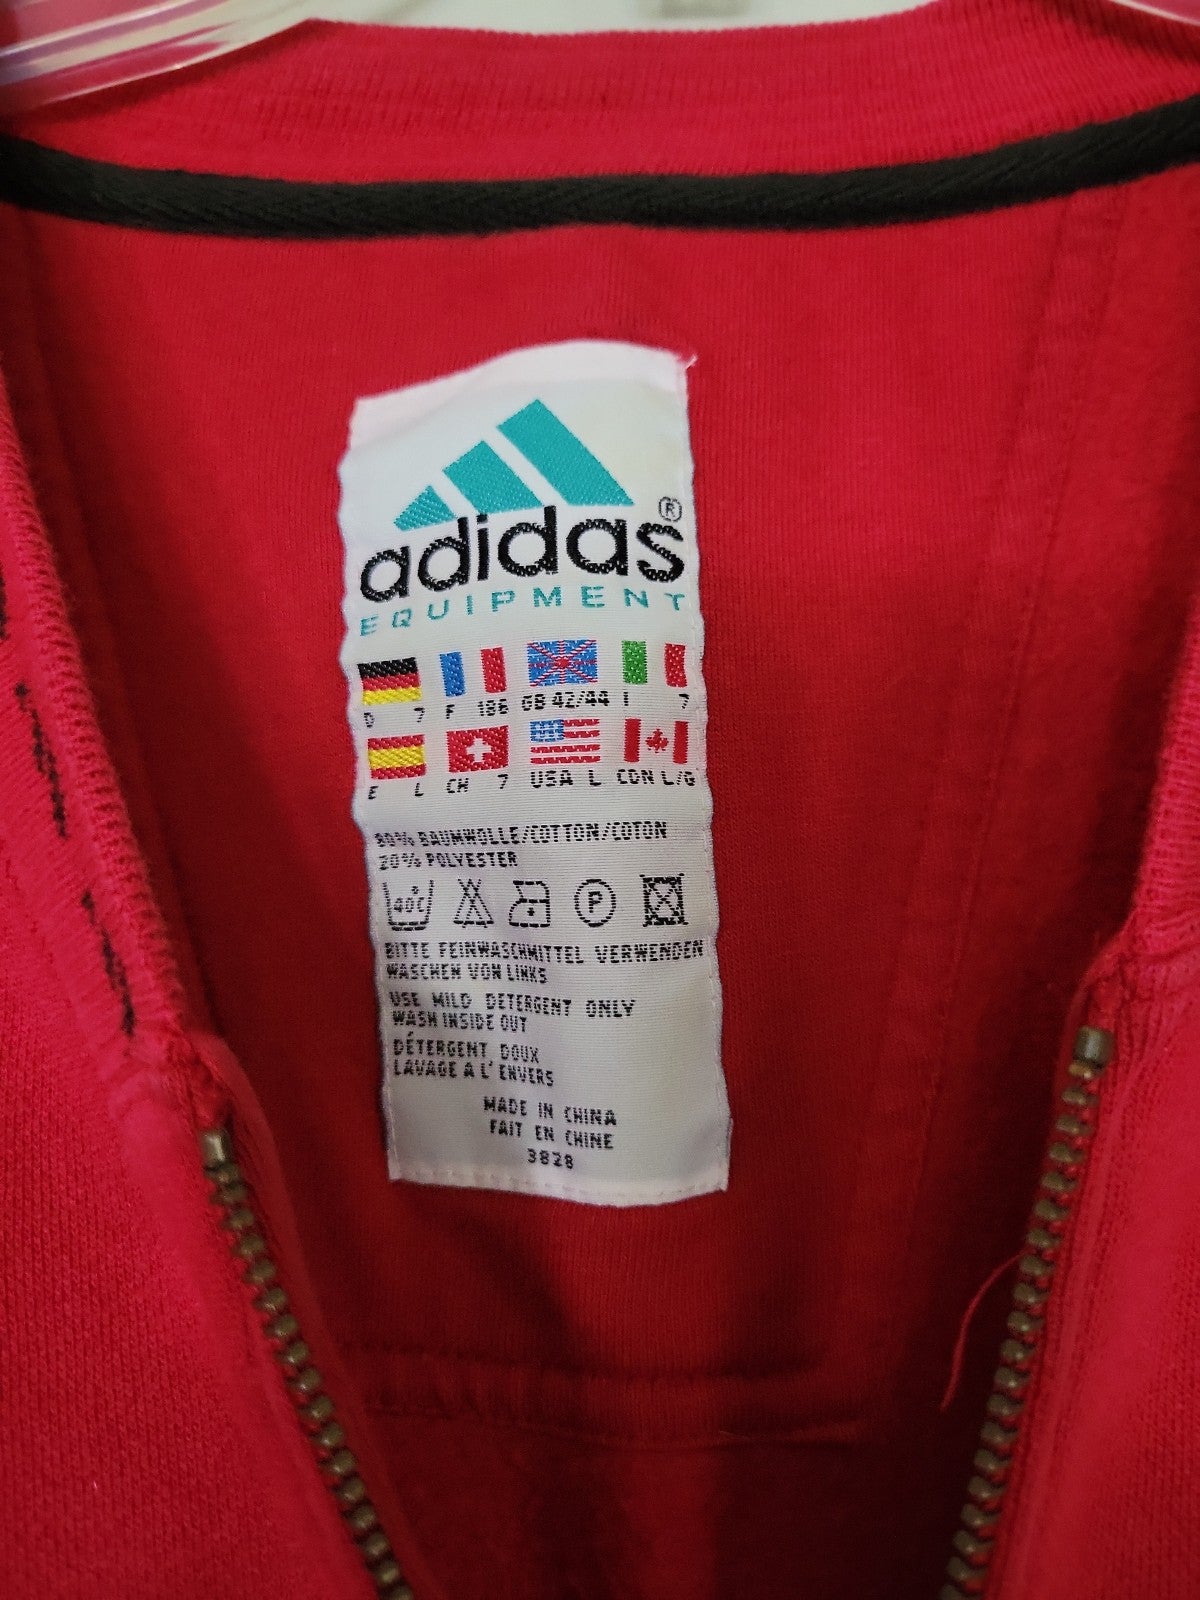 adidas®
EQUIPMENT
D 7 F 186 GB 42/44 I 7
E L CH 7 USA L CDN L/G
80% BAUMWOLLE/COTTON/COTON
20% POLYESTER
40°C P
BITTE FEINWASCHMITTEL VERWENDEN
WASCHEN VON LINKS
USE MILD DETERGENT ONLY
WASH INSIDE OUT
DÉTERGENT DOUX
LAVAGE A L'ENVERS
MADE IN CHINA
FAIT EN CHINE
3828